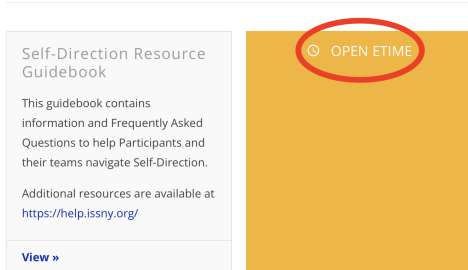 Self-Direction Resource
Guidebook
This guidebook contains
information and Frequently Asked
Questions to help Participants and
their teams navigate Self-Direction.
Additional resources are available at
https://help.issny.org/
View »
OPEN ETIME